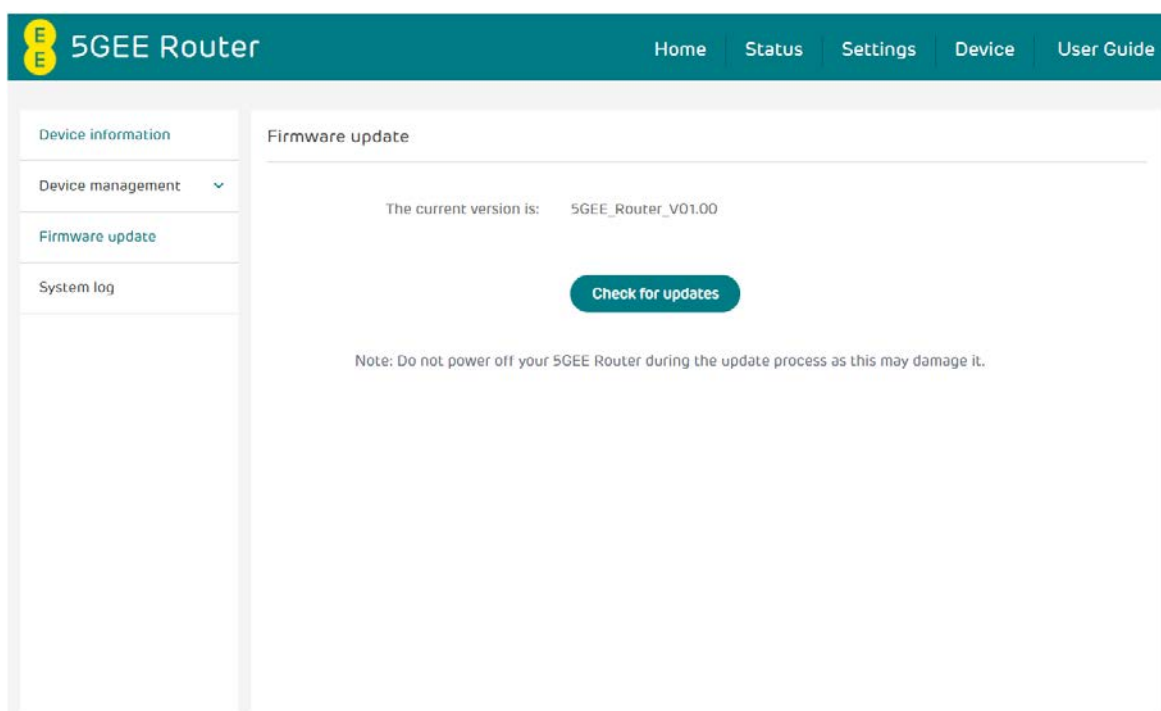 EE 5GEE Router
Home Status Settings Device User Guide
Device information
Device management
Firmware update
System log
Firmware update
The current version is: 5GEE_Router_V01.00
Check for updates
Note: Do not power off your 5GEE Router during the update process as this may damage it.